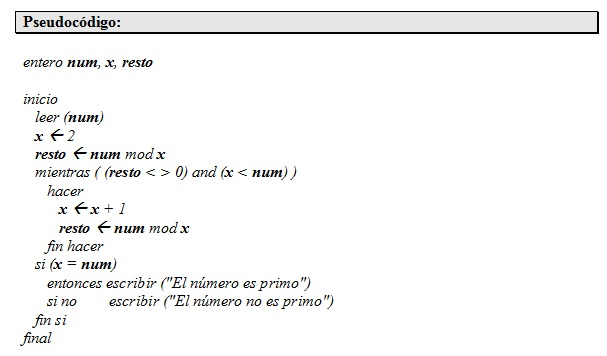 Pseudocódigo:
entero num, x, resto
inicio
leer (num)
x ← 2
resto ← num mod x
mientras ( (resto < > 0) and (x < num) )
hacer
x ← x + 1
resto ← num mod x
fin hacer
si (x = num)
entonces escribir ("El número es primo")
si no escribir ("El número no es primo")
fin si
final